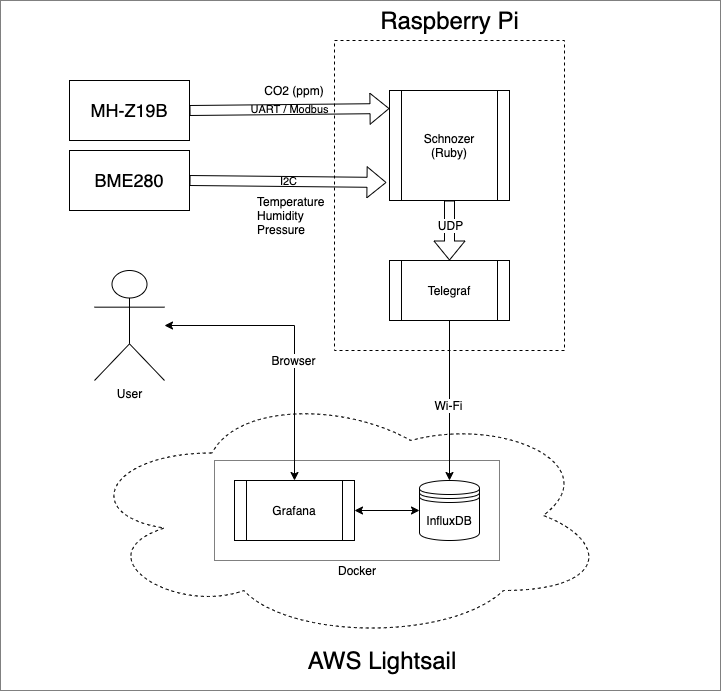 Raspberry Pi
CO2 (ppm)
MH-Z19B
UART / Modbus
Schnozer
(Ruby)
BME280
I2C
Temperature
Humidity
Pressure
UDP
Telegraf
Browser
User
Wi-Fi
Grafana
InfluxDB
Docker
AWS Lightsail